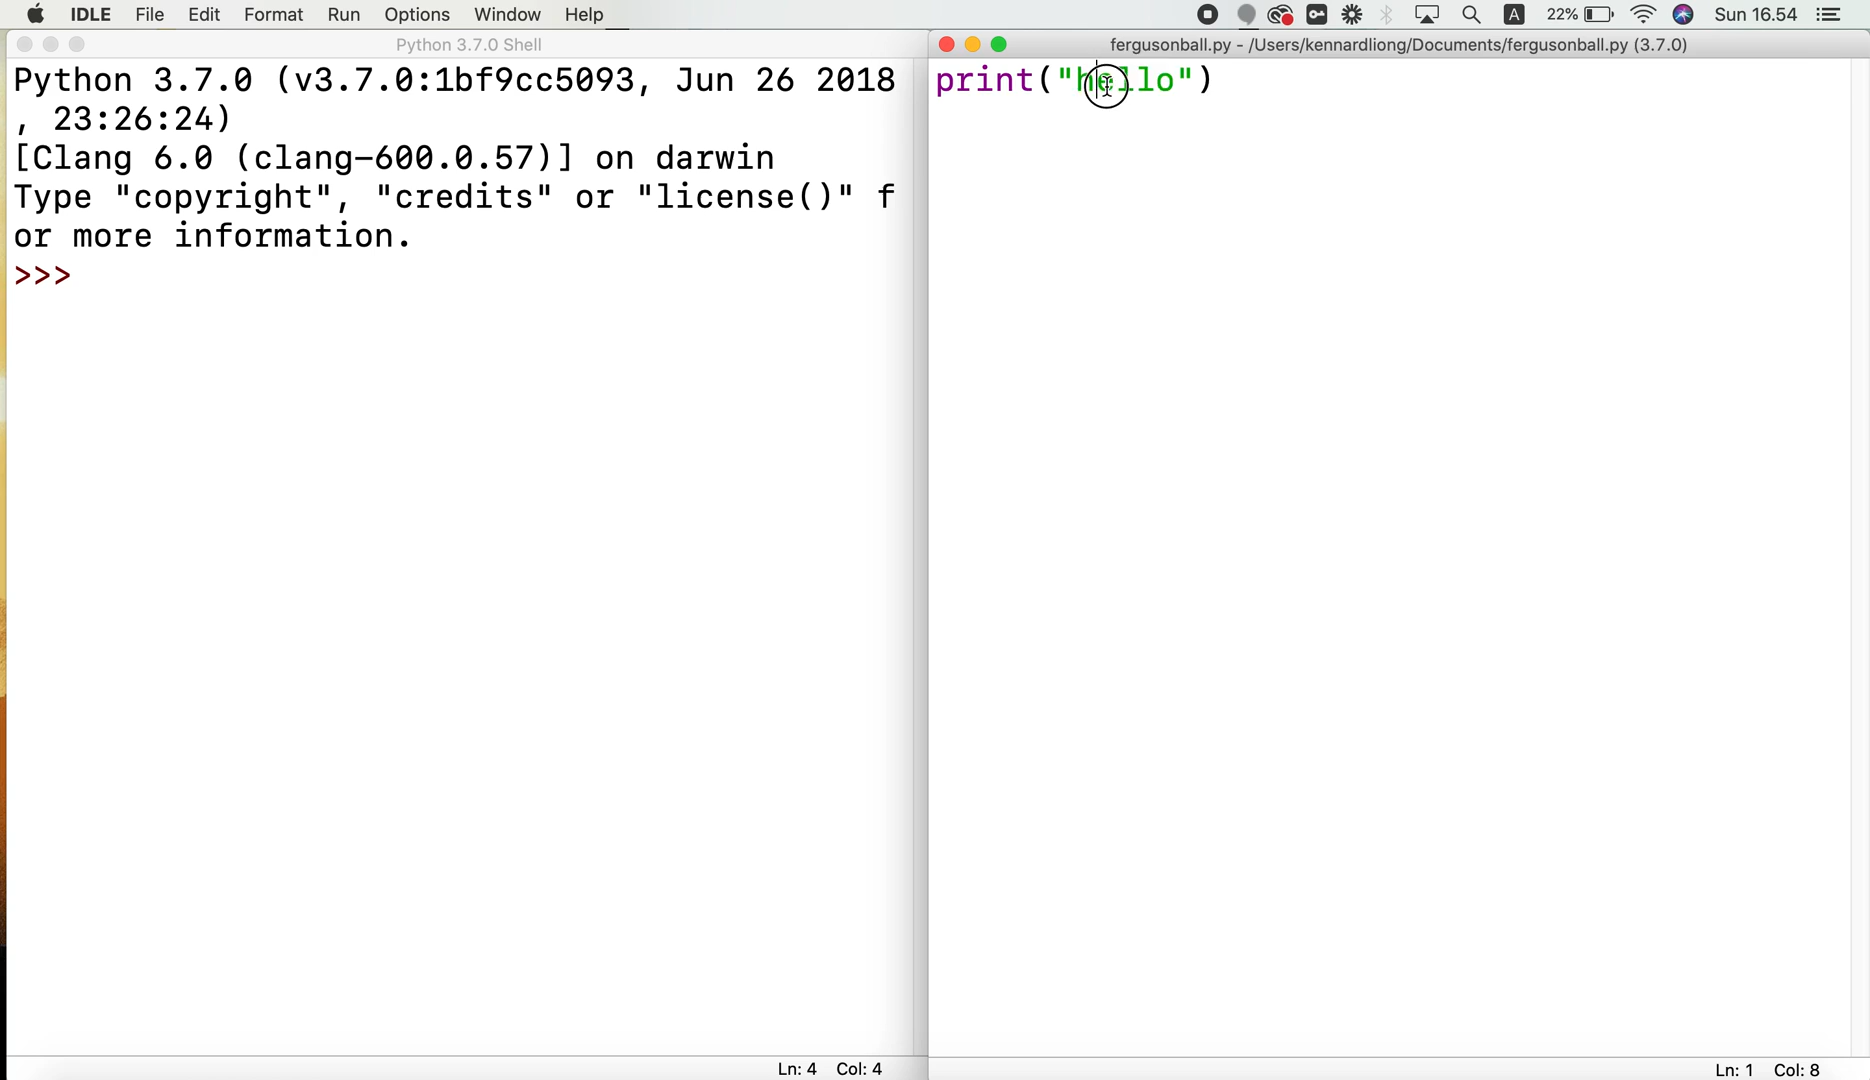 IDLE File Edit Format Run Options Window Help A 22% Sun 16.54
Python 3.7.0 Shell
Python 3.7.0 (v3.7.0:1bf9cc5093, Jun 26 2018
, 23:26:24)
[Clang 6.0 (clang-600.0.57)] on darwin
Type "copyright", "credits" or "license()" f
or more information.
>>>
Ln: 4 Col: 4
fergusonball.py - /Users/kennardliong/Documents/fergusonball.py (3.7.0)
print("hello")
Ln: 1 Col: 8